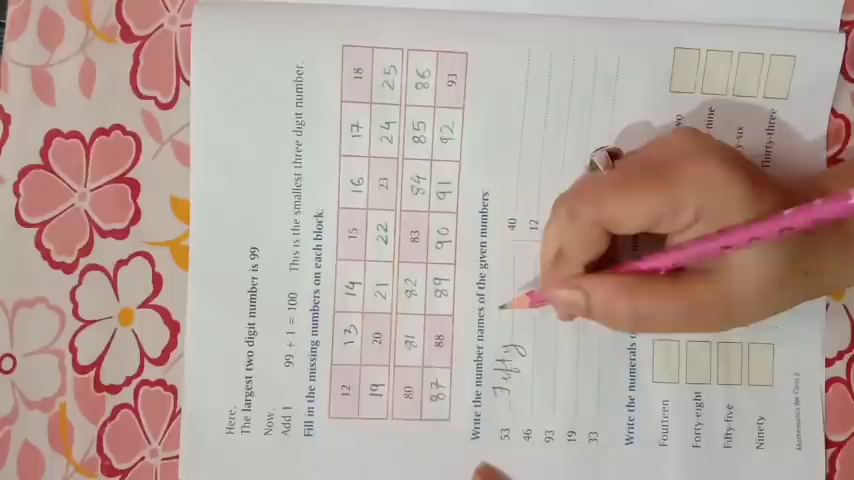 Here,
The largest two digit number is 99
Now,
Add 1 99 + 1 = 100 This is the smallest three digit number.
Fill in the missing numbers on each block.
12 13 14 15 16 17 18
19 20 21 22 23 24 25
80 81 82 83 84 85 86
87 88 89 90 91 92 93
Write the number names of the given numbers
53 Fifty 40
46 12
93
19
33
Write the numerals
Fourteen
Forty-eight
Fifty-five
Ninety Thirty-three
Mathematics for Class 2